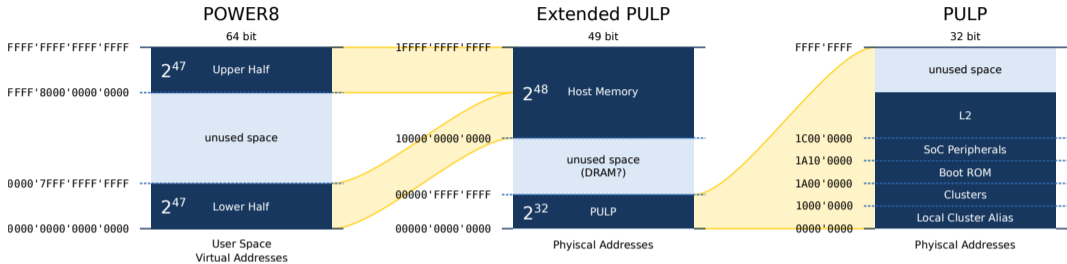 POWER8
64 bit
FFFF'FFFF'FFFF'FFFF
2^47 Upper Half
FFFF'8000'0000'0000
unused space
0000'7FFF'FFFF'FFFF
2^47 Lower Half
0000'0000'0000'0000
User Space
Virtual Addresses
Extended PULP
49 bit
1FFFF'FFFF'FFFF
2^48 Host Memory
10000'0000'0000
unused space
(DRAM?)
00000'FFFF'FFFF
2^32 PULP
00000'0000'0000
Phyiscal Addresses
PULP
32 bit
FFFF'FFFF
unused space
L2
1C00'0000
SoC Peripherals
1A10'0000
Boot ROM
1A00'0000
Clusters
1000'0000
Local Cluster Alias
0000'0000
Phyiscal Addresses